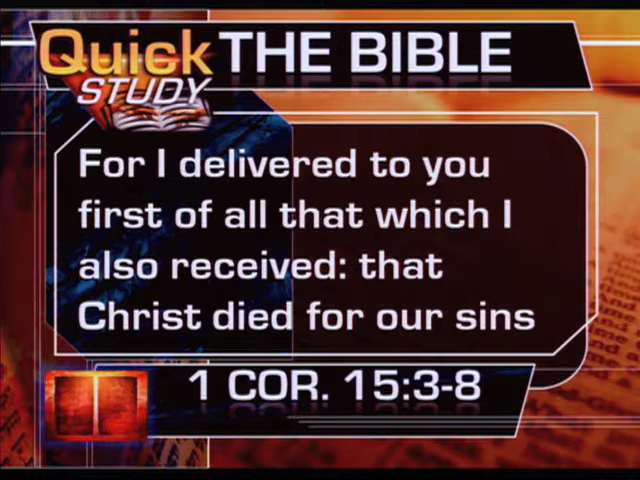 Quick THE BIBLE
STUDY
For I delivered to you
first of all that which I
also received: that
Christ died for our sins
1 COR. 15:3-8